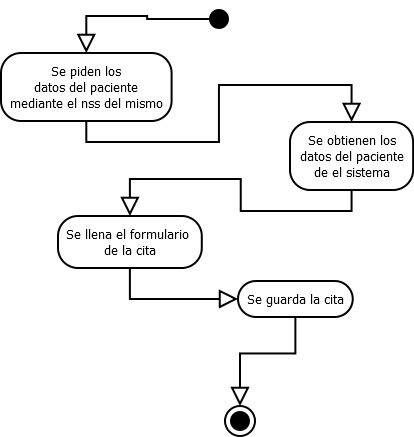 Se piden los
datos del paciente
mediante el nss del mismo
Se obtienen los
datos del paciente
de el sistema
Se llena el formulario
de la cita
Se guarda la cita